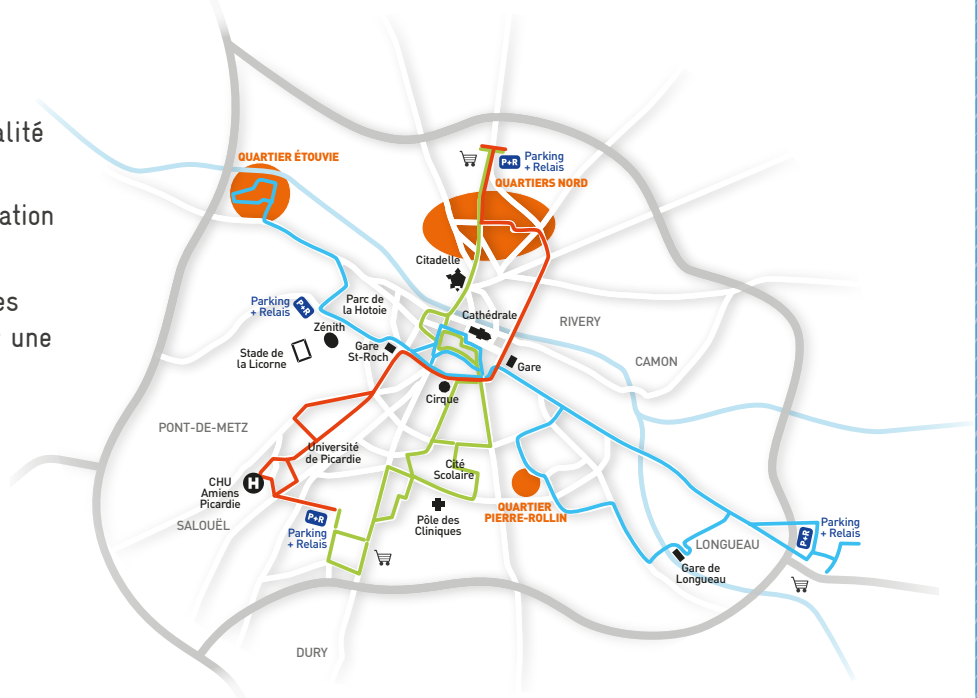 alité
ation
es
une
QUARTIER ÉTOUVIE
P+R Parking
+ Relais
QUARTIERS NORD
Citadelle
Parking
+ Relais
P+R
Parc de
la Hotoie
Zénith
Stade de
la Licorne
Gare
St-Roch
Cathédrale
RIVERY
Gare
CAMON
Cirque
PONT-DE-METZ
Université
de Picardie
CHU
Amiens
Picardie
H
SALOUËL
Cité
Scolaire
Pôle des
Cliniques
QUARTIER
PIERRE-ROLLIN
P+R
Parking
+ Relais
LONGUEAU
P+R
Parking
+ Relais
Gare de
Longueau
DURY